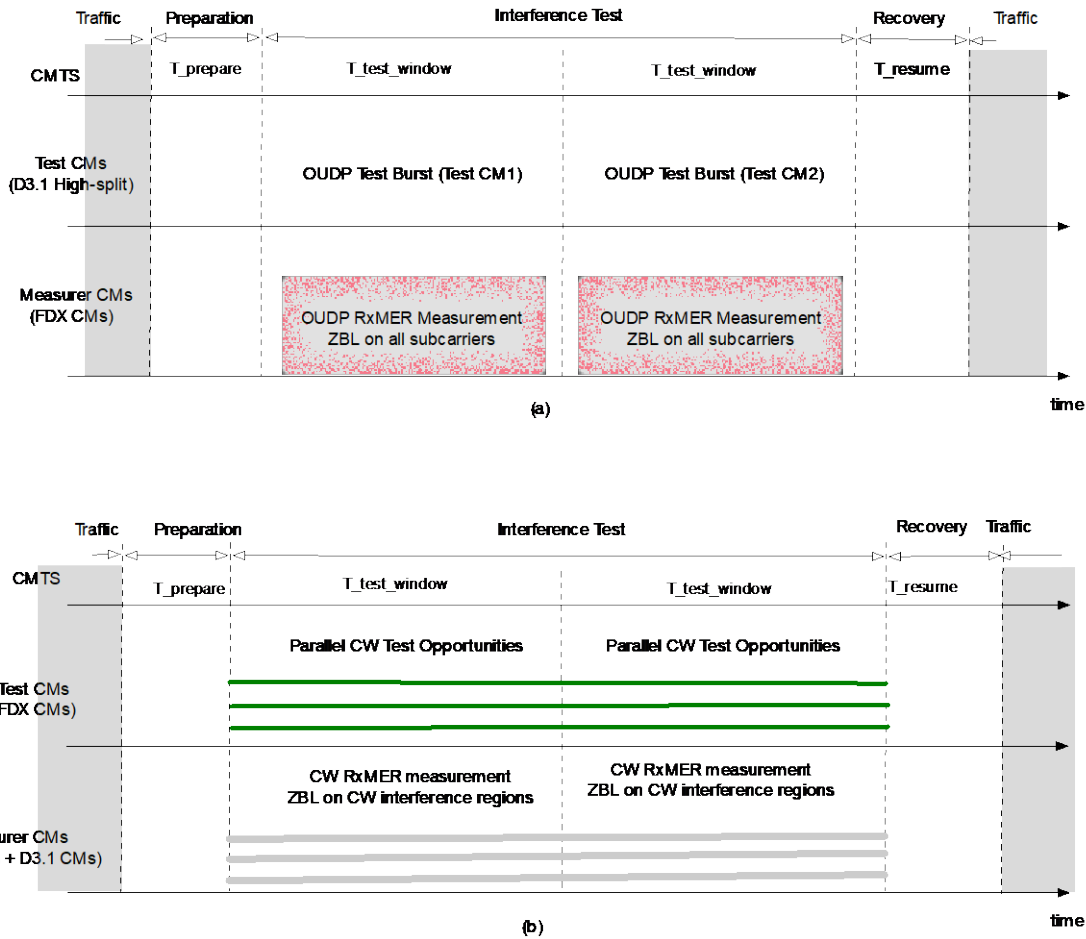 Traffic Preparation Interference Test Recovery Traffic
T_prepare T_test_window T_test_window T_resume
CMTS
Test CMs
(D3.1 High-split)
OUDP Test Burst (Test CM1) OUDP Test Burst (Test CM2)
Measurer CMs
(FDX CMs)
OUDP RxMER Measurement
ZBL on all subcarriers
OUDP RxMER Measurement
ZBL on all subcarriers
time
(a)
Traffic Preparation Interference Test Recovery Traffic
CMTS
T_prepare T_test_window T_test_window T_resume
Parallel CW Test Opportunities Parallel CW Test Opportunities
Test CMs
FDX CMs)
CW RxMER measurement
ZBL on CW interference regions
CW RxMER measurement
ZBL on CW interference regions
urer CMs
+ D3.1 CMs)
time
(b)